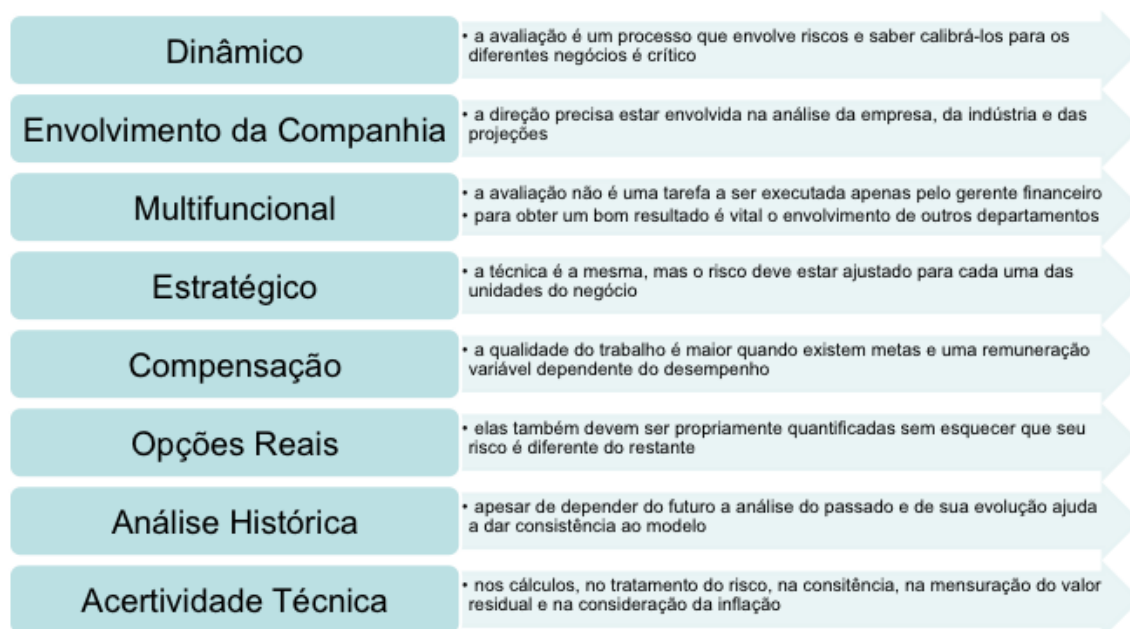 Dinâmico
• a avaliação é um processo que envolve riscos e saber calibrá-los para os
diferentes negócios é crítico
Envolvimento da Companhia
• a direção precisa estar envolvida na análise da empresa, da indústria e das
projeções
Multifuncional
• a avaliação não é uma tarefa a ser executada apenas pelo gerente financeiro
• para obter um bom resultado é vital o envolvimento de outros departamentos
Estratégico
• a técnica é a mesma, mas o risco deve estar ajustado para cada uma das
unidades do negócio
Compensação
• a qualidade do trabalho é maior quando existem metas e uma remuneração
variável dependente do desempenho
Opções Reais
• elas também devem ser propriamente quantificadas sem esquecer que seu
risco é diferente do restante
Análise Histórica
• apesar de depender do futuro a análise do passado e de sua evolução ajuda
a dar consistência ao modelo
Acertividade Técnica
• nos cálculos, no tratamento do risco, na consitência, na mensuração do valor
residual e na consideração da inflação